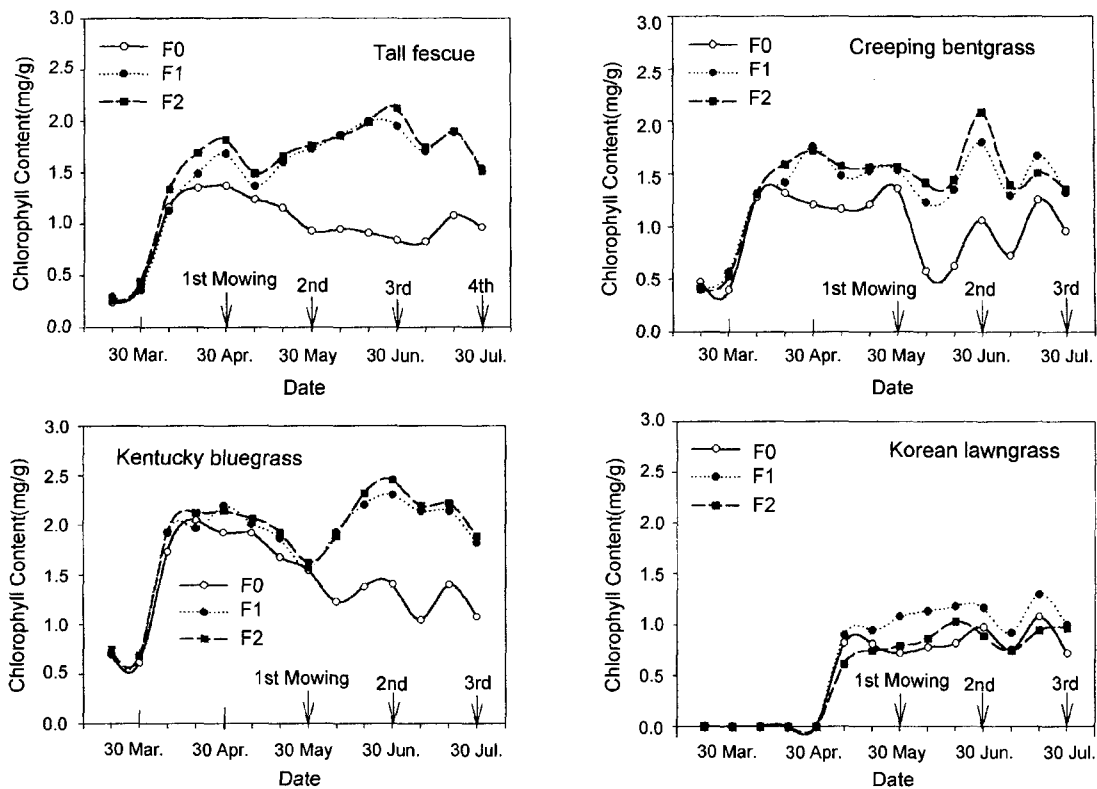 Tall fescue
F0
F1
F2
Chlorophyll Content(mg/g)
3.0
2.5
2.0
1.5
1.0
0.5
0.0
1st Mowing
2nd
3rd
4th
30 Mar.
30 Apr.
30 May
30 Jun.
30 Jul.
Date
Creeping bentgrass
F0
F1
F2
Chlorophyll Content(mg/g)
3.0
2.5
2.0
1.5
1.0
0.5
0.0
1st Mowing
2nd
3rd
30 Mar.
30 Apr.
30 May
30 Jun.
30 Jul.
Date
Kentucky bluegrass
F0
F1
F2
Chlorophyll Content(mg/g)
3.0
2.5
2.0
1.5
1.0
0.5
0.0
1st Mowing
2nd
3rd
30 Mar.
30 Apr.
30 May
30 Jun.
30 Jul.
Date
Korean lawngrass
F0
F1
F2
Chlorophyll Content(mg/g)
3.0
2.5
2.0
1.5
1.0
0.5
0.0
1st Mowing
2nd
3rd
30 Mar.
30 Apr.
30 May
30 Jun.
30 Jul.
Date